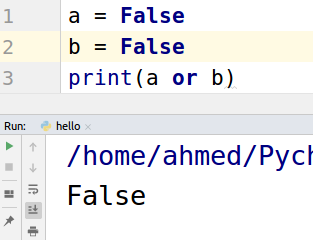 1 a = False
2 b = False
3 print(a or b)
Run: hello ×
/home/ahmed/Pych
False